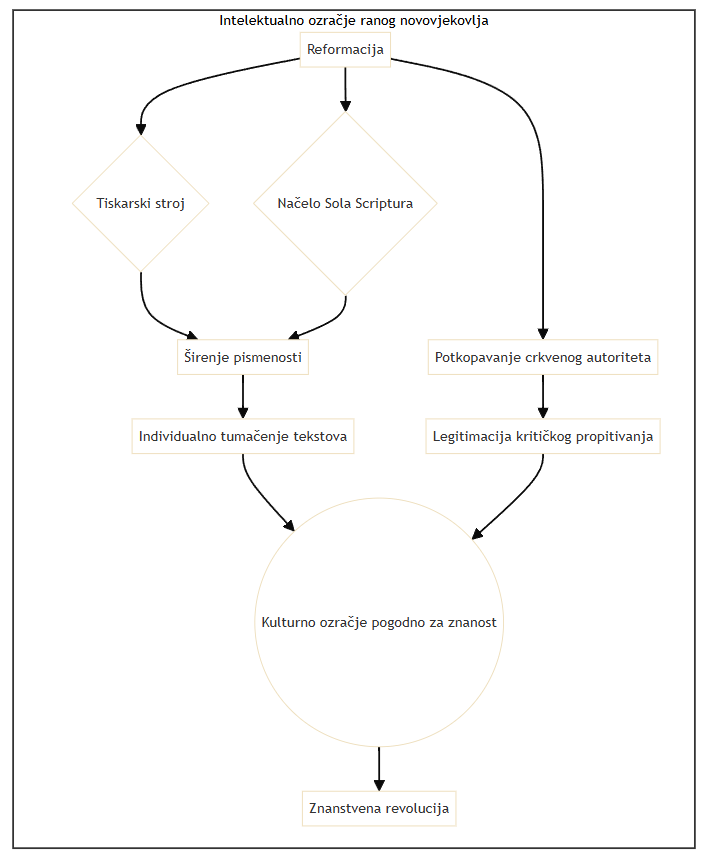 Intelektualno ozračje ranog novovjekovlja
Reformacija
Tiskarski stroj
Načelo Sola Scriptura
Širenje pismenosti
Potkopavanje crkvenog autoriteta
Individualno tumačenje tekstova
Legitimacija kritičkog propitivanja
Kulturno ozračje pogodno za znanost
Znanstvena revolucija